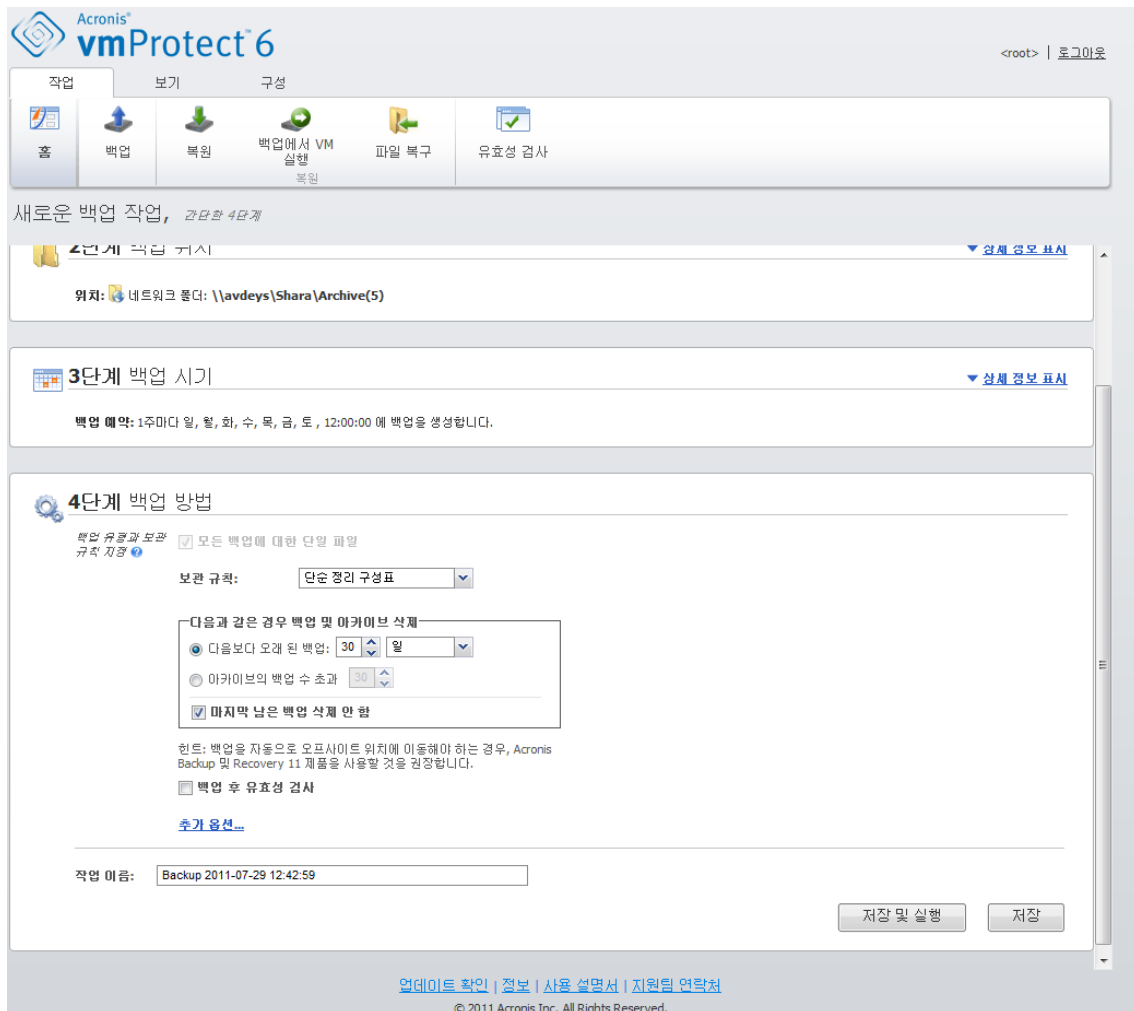 Acronis®
vmProtect™ 6
<root> | 로그아웃
작업 보기 구성
홈 백업 복원 백업에서 VM 실행 파일 복구 유효성 검사
복원
새로운 백업 작업, 간단한 4단계
2단계 백업 위치 상세 정보 표시
위치: 네트워크 폴더: \\avdeys\Shara\Archive(5)
3단계 백업 시기 상세 정보 표시
백업 예약: 1주마다 일, 월, 화, 수, 목, 금, 토 , 12:00:00 에 백업을 생성합니다.
4단계 백업 방법
백업 유형과 보관
규칙 지정
모든 백업에 대한 단일 파일
보관 규칙: 단순 정리 구성표
다음과 같은 경우 백업 및 아카이브 삭제
다음보다 오래 된 백업: 30 일
아카이브의 백업 수 초과 30
마지막 남은 백업 삭제 안 함
힌트: 백업을 자동으로 오프사이트 위치에 이동해야 하는 경우, Acronis
Backup 및 Recovery 11 제품을 사용할 것을 권장합니다.
백업 후 유효성 검사
추가 옵션...
작업 이름: Backup 2011-07-29 12:42:59
저장 및 실행 저장
업데이트 확인 | 정보 | 사용 설명서 | 지원팀 연락처
© 2011 Acronis Inc. All Rights Reserved.